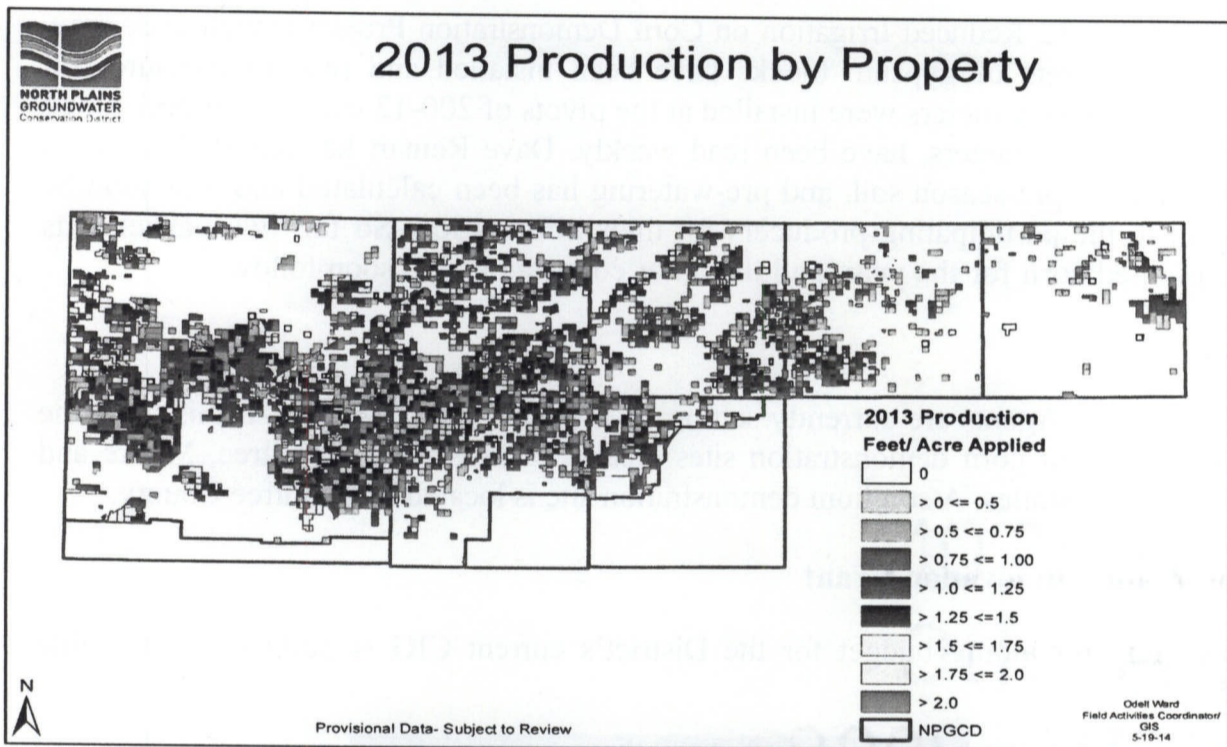 2013 Production by Property
NORTH PLAINS
GROUNDWATER
Conservation District
2013 Production
Feet/ Acre Applied
0
> 0 <= 0.5
> 0.5 <= 0.75
> 0.75 <= 1.00
> 1.0 <= 1.25
> 1.25 <=1.5
> 1.5 <= 1.75
> 1.75 <= 2.0
> 2.0
NPGCD
N
Provisional Data- Subject to Review
Odell Ward
Field Activities Coordinator/
GIS
5-19-14